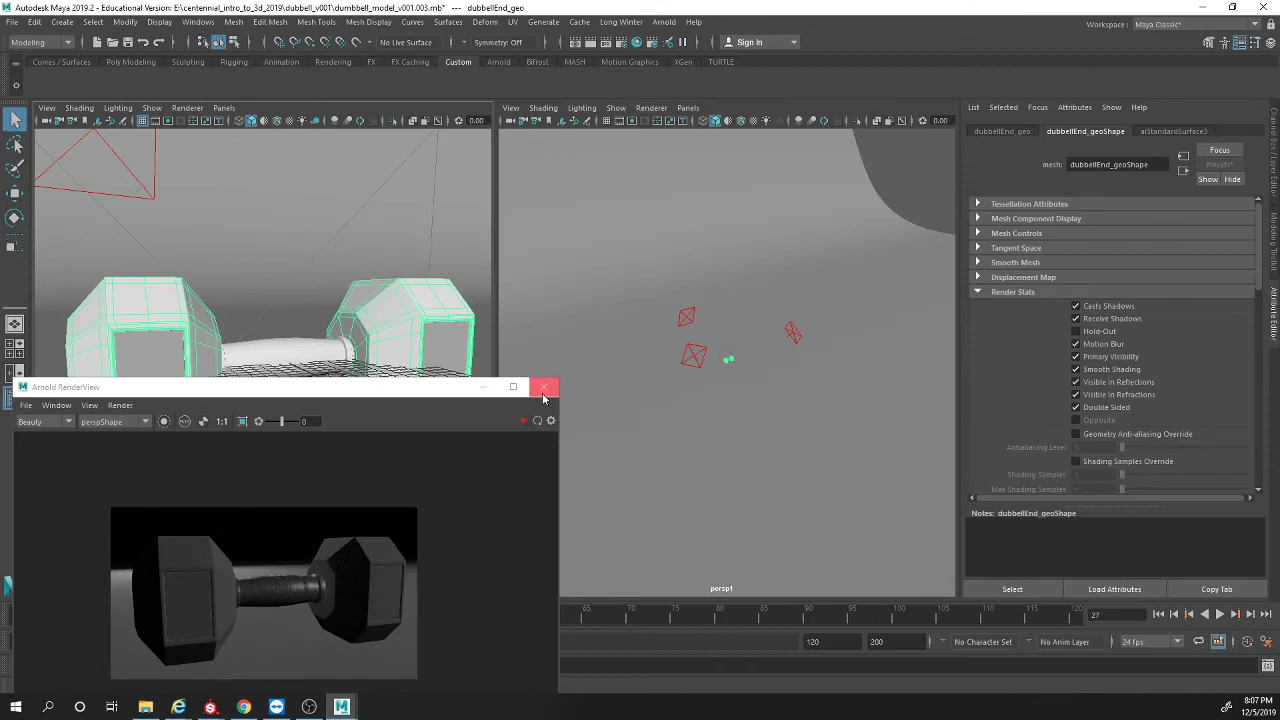 Autodesk Maya 2019.2 - Educational Version: E:\centennial_intro_to_3d_2019\dubbell_v001\dumbbell_model_v001.003.mb* --- dubbellEnd_geo
File Edit Create Select Modify Display Windows Mesh Edit Mesh Mesh Tools Mesh Display Curves Surfaces Deform UV Generate Cache Long Winter Arnold Help
Workspace : Maya Classic*
Modeling No Live Surface Symmetry: Off Sign In
Curves / Surfaces Poly Modeling Sculpting Rigging Animation Rendering FX FX Caching Custom Arnold Bifrost MASH Motion Graphics XGen TURTLE
View Shading Lighting Show Renderer Panels
0.00
View Shading Lighting Show Renderer Panels
0.00
persp1
List Selected Focus Attributes Show Help
dubbellEnd_geo dubbellEnd_geoShape aiStandardSurface3
Focus
mesh: dubbellEnd_geoShape
Presets*
Show Hide
Tessellation Attributes
Mesh Component Display
Mesh Controls
Tangent Space
Smooth Mesh
Displacement Map
Render Stats
Casts Shadows
Receive Shadows
Hold-Out
Motion Blur
Primary Visibility
Smooth Shading
Visible In Reflections
Visible In Refractions
Double Sided
Opposite
Geometry Anti-aliasing Override
Antialiasing Level
Shading Samples Override
Shading Samples
Max Shading Samples
Notes: dubbellEnd_geoShape
Select Load Attributes Copy Tab
Channel Box / Layer Editor
Modeling Toolkit
Attribute Editor
Arnold RenderView
File Window View Render
Beauty perspShape 1:1 0
65 70 75 80 85 90 95 100 105 110 115 120
27
120 200 No Character Set No Anim Layer 24 fps
8:07 PM
12/5/2019